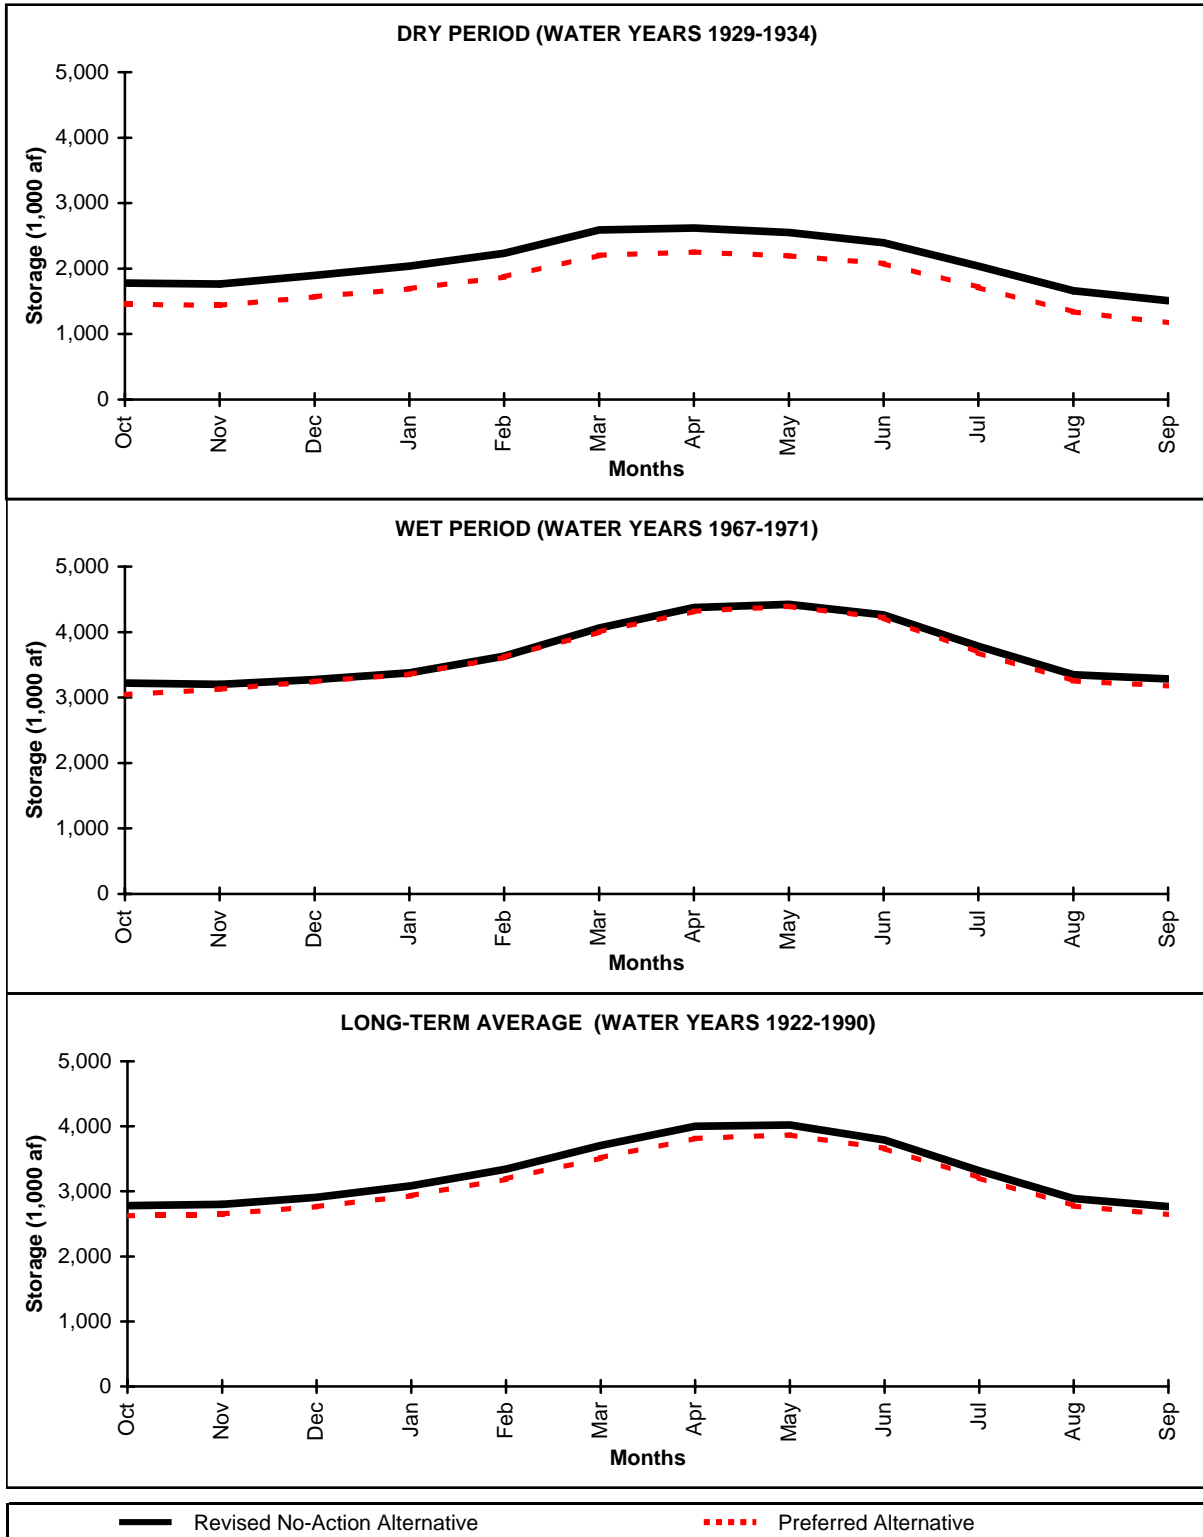 DRY PERIOD (WATER YEARS 1929-1934)
5,000
4,000
3,000
2,000
1,000
0
Storage (1,000 af)
Oct Nov Dec Jan Feb Mar Apr May Jun Jul Aug Sep
Months
WET PERIOD (WATER YEARS 1967-1971)
5,000
4,000
3,000
2,000
1,000
0
Storage (1,000 af)
Oct Nov Dec Jan Feb Mar Apr May Jun Jul Aug Sep
Months
LONG-TERM AVERAGE (WATER YEARS 1922-1990)
5,000
4,000
3,000
2,000
1,000
0
Storage (1,000 af)
Oct Nov Dec Jan Feb Mar Apr May Jun Jul Aug Sep
Months
Revised No-Action Alternative Preferred Alternative